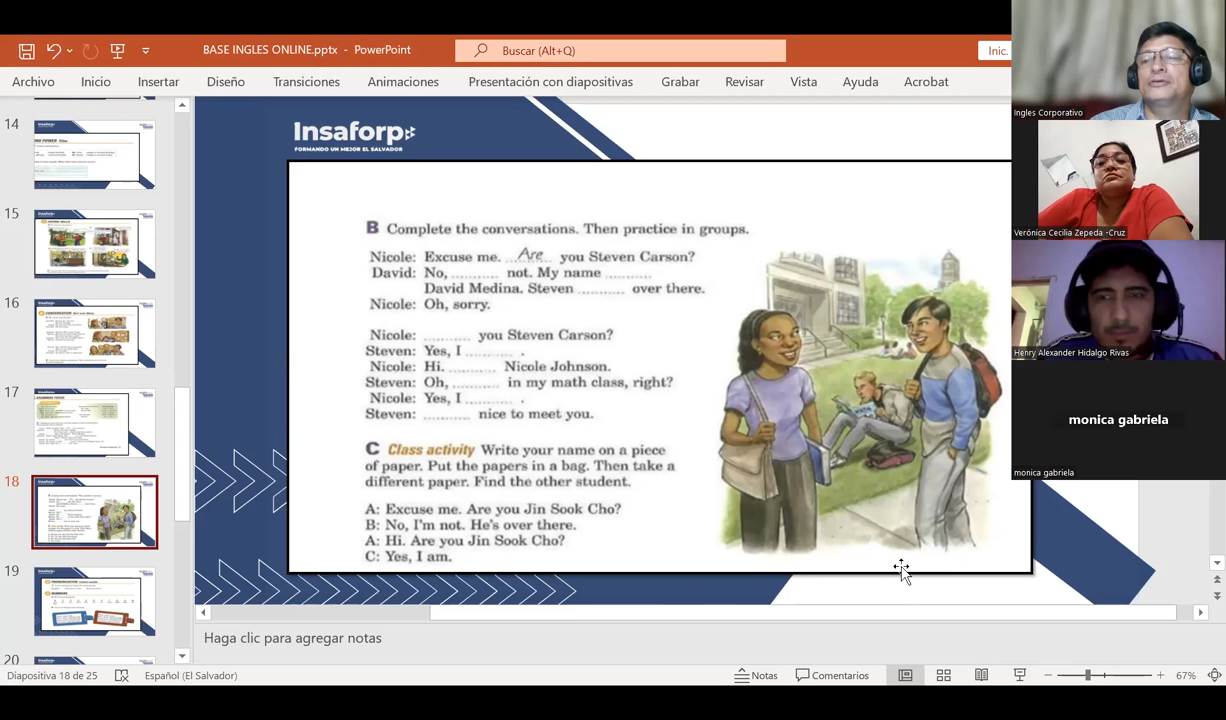 BASE INGLES ONLINE.pptx - PowerPoint
Buscar (Alt+Q)
Inic.
Archivo Inicio Insertar Diseño Transiciones Animaciones Presentación con diapositivas Grabar Revisar Vista Ayuda Acrobat
14
15
16
17
18
19
20
Insaforp
FORMANDO UN MEJOR EL SALVADOR
B Complete the conversations. Then practice in groups.
Nicole: Excuse me. Are you Steven Carson?
David: No, .......... not. My name ..........
David Medina. Steven .......... over there.
Nicole: Oh, sorry.
Nicole: .......... you Steven Carson?
Steven: Yes, I .......... .
Nicole: Hi. .......... Nicole Johnson.
Steven: Oh, .......... in my math class, right?
Nicole: Yes, I .......... .
Steven: .......... nice to meet you.
C Class activity Write your name on a piece
of paper. Put the papers in a bag. Then take a
different paper. Find the other student.
A: Excuse me. Are you Jin Sook Cho?
B: No, I'm not. He's over there.
A: Hi. Are you Jin Sook Cho?
C: Yes, I am.
Ingles Corporativo
Verónica Cecilia Zepeda -Cruz
Henry Alexander Hidalgo Rivas
monica gabriela
monica gabriela
Haga clic para agregar notas
Diapositiva 18 de 25 Español (El Salvador) Notas Comentarios 67%